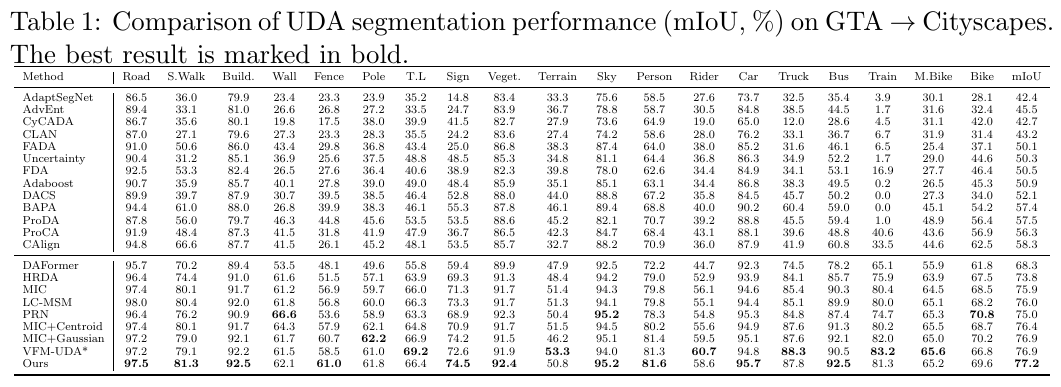 Table 1: Comparison of UDA segmentation performance (mIoU, %) on GTA → Cityscapes.
The best result is marked in bold.
Method Road S.Walk Build. Wall Fence Pole T.L Sign Veget. Terrain Sky Person Rider Car Truck Bus Train M.Bike Bike mIoU
AdaptSegNet 86.5 36.0 79.9 23.4 23.3 23.9 35.2 14.8 83.4 33.3 75.6 58.5 27.6 73.7 32.5 35.4 3.9 30.1 28.1 42.4
AdvEnt 89.4 33.1 81.0 26.6 26.8 27.2 33.5 24.7 83.9 36.7 78.8 58.7 30.5 84.8 38.5 44.5 1.7 31.6 32.4 45.5
CyCADA 86.7 35.6 80.1 19.8 17.5 38.0 39.9 41.5 82.7 27.9 73.6 64.9 19.0 65.0 12.0 28.6 4.5 31.1 42.0 42.7
CLAN 87.0 27.1 79.6 27.3 23.3 28.3 35.5 24.2 83.6 27.4 74.2 58.6 28.0 76.2 33.1 36.7 6.7 31.9 31.4 43.2
FADA 91.0 50.6 86.0 43.4 29.8 36.8 43.4 25.0 86.8 38.3 87.4 64.0 38.0 85.2 31.6 46.1 6.5 25.4 37.1 50.1
Uncertainty 90.4 31.2 85.1 36.9 25.6 37.5 48.8 48.5 85.3 34.8 81.1 64.4 36.8 86.3 34.9 52.2 1.7 29.0 44.6 50.3
FDA 92.5 53.3 82.4 26.5 27.6 36.4 40.6 38.9 82.3 39.8 78.0 62.6 34.4 84.9 34.1 53.1 16.9 27.7 46.4 50.5
Adaboost 90.7 35.9 85.7 40.1 27.8 39.0 49.0 48.4 85.9 35.1 85.1 63.1 34.4 86.8 38.3 49.5 0.2 26.5 45.3 50.9
DACS 89.9 39.7 87.9 30.7 39.5 38.5 46.4 52.8 88.0 44.0 88.8 67.2 35.8 84.5 45.7 50.2 0.0 27.3 34.0 52.1
BAPA 94.4 61.0 88.0 26.8 39.9 38.3 46.1 55.3 87.8 46.1 89.4 68.8 40.0 90.2 60.4 59.0 0.0 45.1 54.2 57.4
ProDA 87.8 56.0 79.7 46.3 44.8 45.6 53.5 53.5 88.6 45.2 82.1 70.7 39.2 88.8 45.5 59.4 1.0 48.9 56.4 57.5
ProCA 91.9 48.4 87.3 41.5 31.8 41.9 47.9 36.7 86.5 42.3 84.7 68.4 43.1 88.1 39.6 48.8 40.6 43.6 56.9 56.3
CAlign 94.8 66.6 87.7 41.5 26.1 45.2 48.1 53.5 85.7 32.7 88.2 70.9 36.0 87.9 41.9 60.8 33.5 44.6 62.5 58.3
DAFormer 95.7 70.2 89.4 53.5 48.1 49.6 55.8 59.4 89.9 47.9 92.5 72.2 44.7 92.3 74.5 78.2 65.1 55.9 61.8 68.3
HRDA 96.4 74.4 91.0 61.6 51.5 57.1 63.9 69.3 91.3 48.4 94.2 79.0 52.9 93.9 84.1 85.7 75.9 63.9 67.5 73.8
MIC 97.4 80.1 91.7 61.2 56.9 59.7 66.0 71.3 91.7 51.4 94.3 79.8 56.1 94.6 85.4 90.3 80.4 64.5 68.5 75.9
LC-MSM 98.0 80.4 92.0 61.8 56.8 60.0 66.3 73.3 91.7 51.3 94.1 79.8 55.1 94.4 85.1 89.9 80.0 65.1 68.2 76.0
PRN 96.4 76.2 90.9 66.6 53.6 58.9 63.3 68.9 92.3 50.4 95.2 78.3 54.8 95.3 84.8 87.4 74.7 65.3 70.8 75.0
MIC+Centroid 97.4 80.1 91.7 64.3 57.9 62.1 64.8 70.9 91.7 51.5 94.5 80.2 55.6 94.9 87.6 91.3 80.2 65.5 68.7 76.4
MIC+Gaussian 97.2 79.0 92.1 61.7 60.7 62.2 66.9 74.2 91.5 46.2 95.1 81.4 59.5 95.1 87.6 92.1 82.0 65.0 70.2 76.9
VFM-UDA* 97.2 79.1 92.2 61.5 58.5 61.0 69.2 72.6 91.9 53.3 94.0 81.3 60.7 94.8 88.3 90.5 83.2 65.6 66.8 76.9
Ours 97.5 81.3 92.5 62.1 61.0 61.8 66.4 74.5 92.4 50.8 95.2 81.6 58.6 95.7 87.8 92.5 81.3 65.2 69.6 77.2